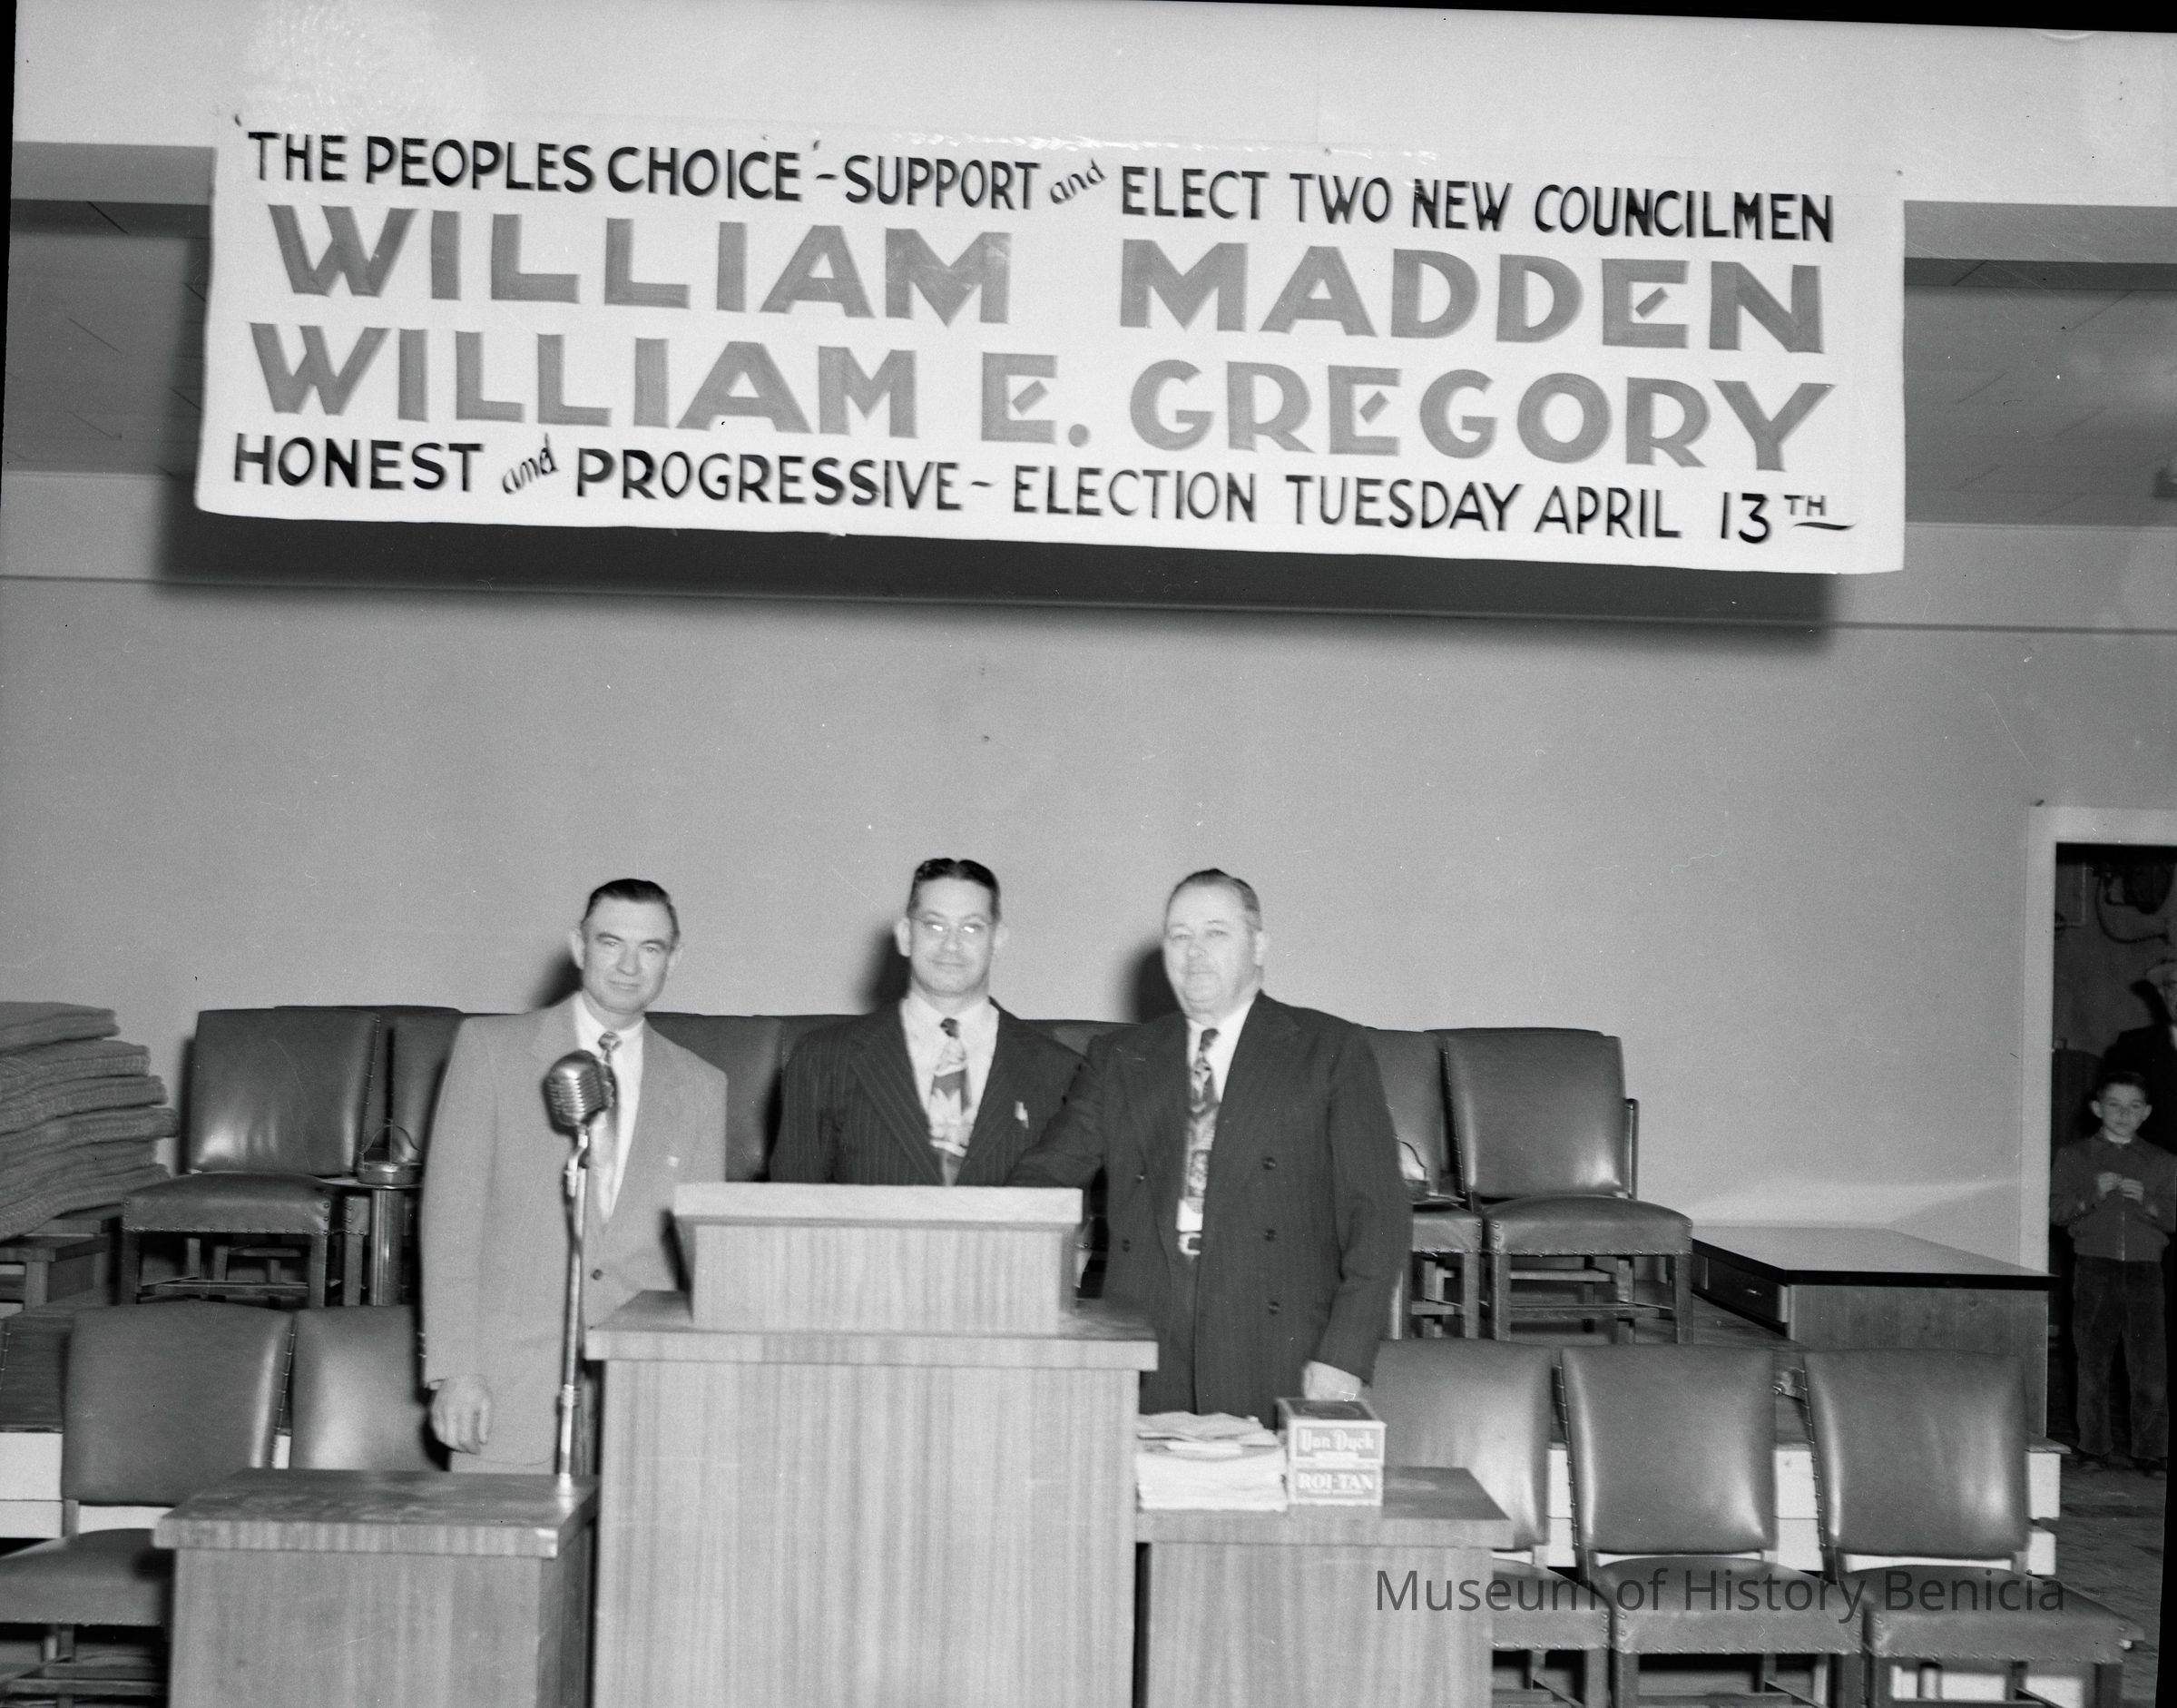 THE PEOPLES CHOICE - SUPPORT and ELECT TWO NEW COUNCILMEN
WILLIAM MADDEN
WILLIAM E. GREGORY
HONEST and PROGRESSIVE - ELECTION TUESDAY APRIL 13TH
Van Dyck
ROI-TAN
Museum of History Benicia